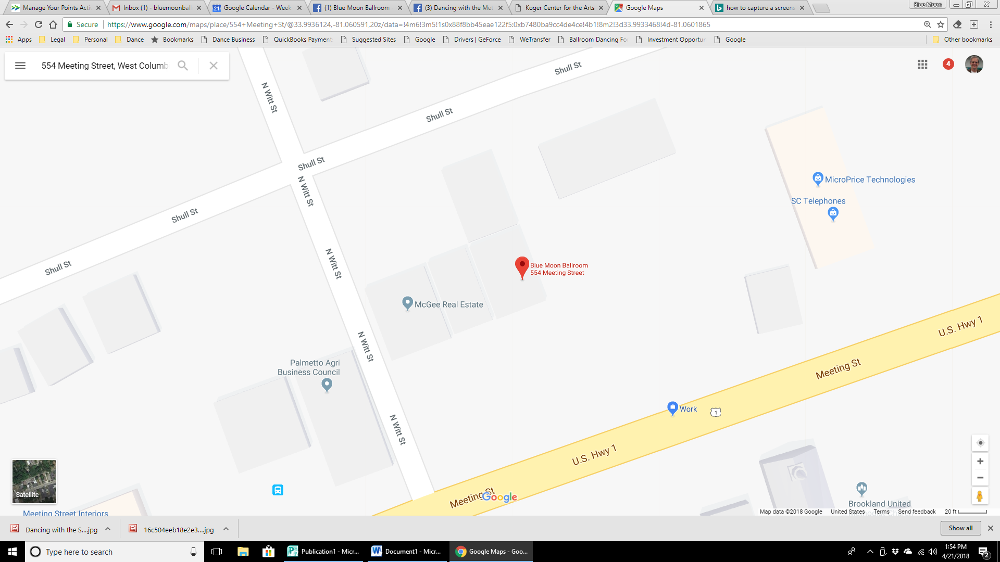 Manage Your Points Acti
Inbox (1) - bluemoonball
Google Calendar - Week
(1) Blue Moon Ballroom -
(3) Dancing with the Met
Koger Center for the Arts
Google Maps
how to capture a screens
Blue Moon
Secure
https://www.google.com/maps/place/554+Meeting+St/@33.9936124,-81.060591,20z/data=!4m6!3m5!1s0x88f8bb45eae122f5:0xb7480ba9cc4de4ce!4b1!8m2!3d33.9933468!4d-81.0601865
Apps
Legal
Personal
Dance
Bookmarks
Dance Business
QuickBooks Payment
Suggested Sites
Google
Drivers | GeForce
WeTransfer
Ballroom Dancing Fo
Investment Opportun
Google
Other bookmarks
554 Meeting Street, West Columb
4
Shull St
N Witt St
Shull St
Shull St
N Witt St
MicroPrice Technologies
SC Telephones
Shull St
N Witt St
Shull St
Blue Moon Ballroom
554 Meeting Street
McGee Real Estate
U.S. Hwy 1
N Witt St
Palmetto Agri
Business Council
Meeting St
Work
1
N Witt St
U.S. Hwy 1
Meeting St
Google
Satellite
Brookland United
Meeting Street Interiors
Map data ©2018 Google
United States
Terms
Send feedback
20 ft
Dancing with the S....jpg
16c504eeb18e2e3....jpg
Show all
Type here to search
Publication1 - Micr...
Document1 - Micr...
Google Maps - Goo...
1:54 PM
4/21/2018
2